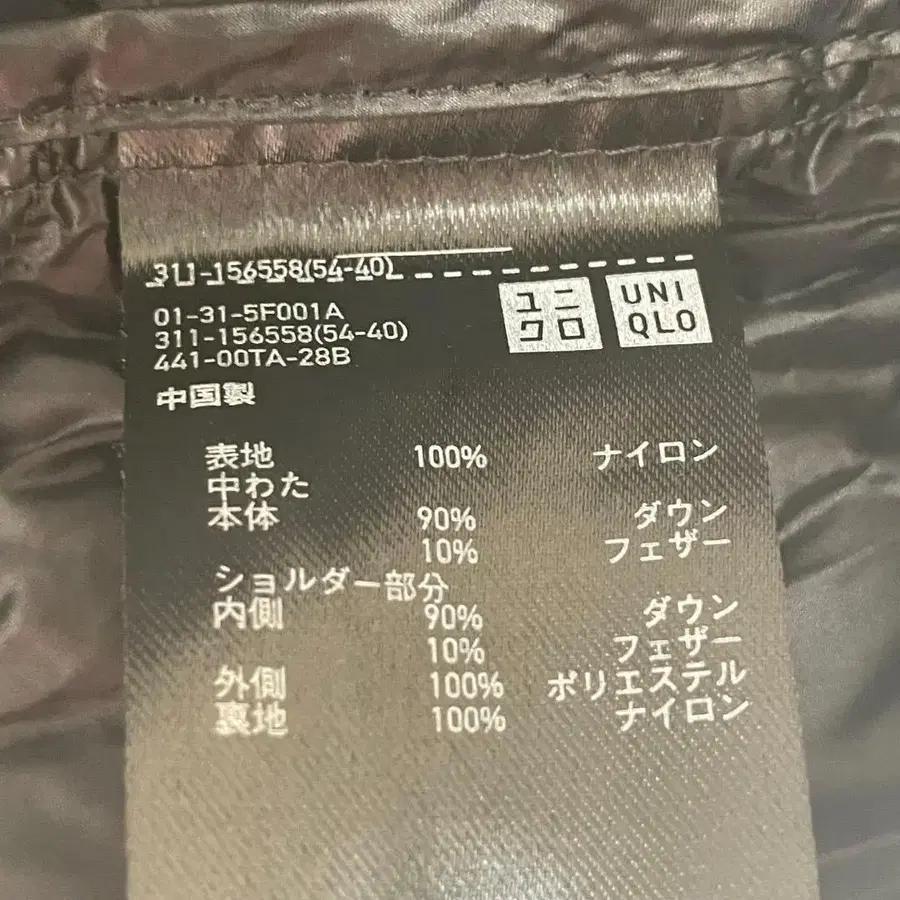 311-156558(54-40)
ユニクロ
UNIQLO
01-31-5F001A
311-156558(54-40)
441-00TA-28B
中国製
表地 100% ナイロン
中わた
本体 90% ダウン
10% フェザー
ショルダー部分
内側 90% ダウン
10% フェザー
外側 100% ポリエステル
裏地 100% ナイロン